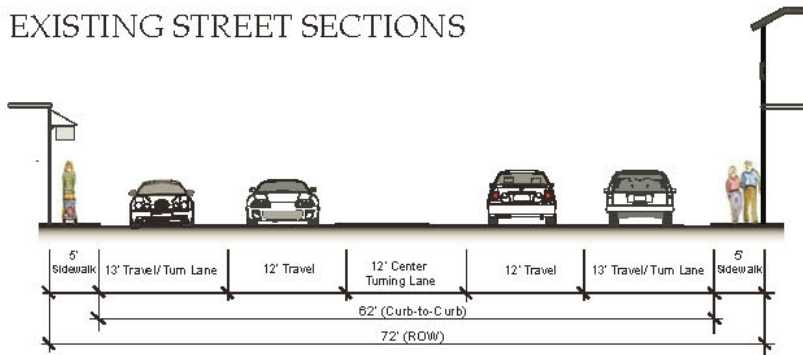 EXISTING STREET SECTIONS
5'
Sidewalk
13' Travel/ Turn Lane
12' Travel
12' Center
Turning Lane
12' Travel
13' Travel/ Turn Lane
5'
Sidewalk
62' (Curb-to-Curb)
72' (ROW)